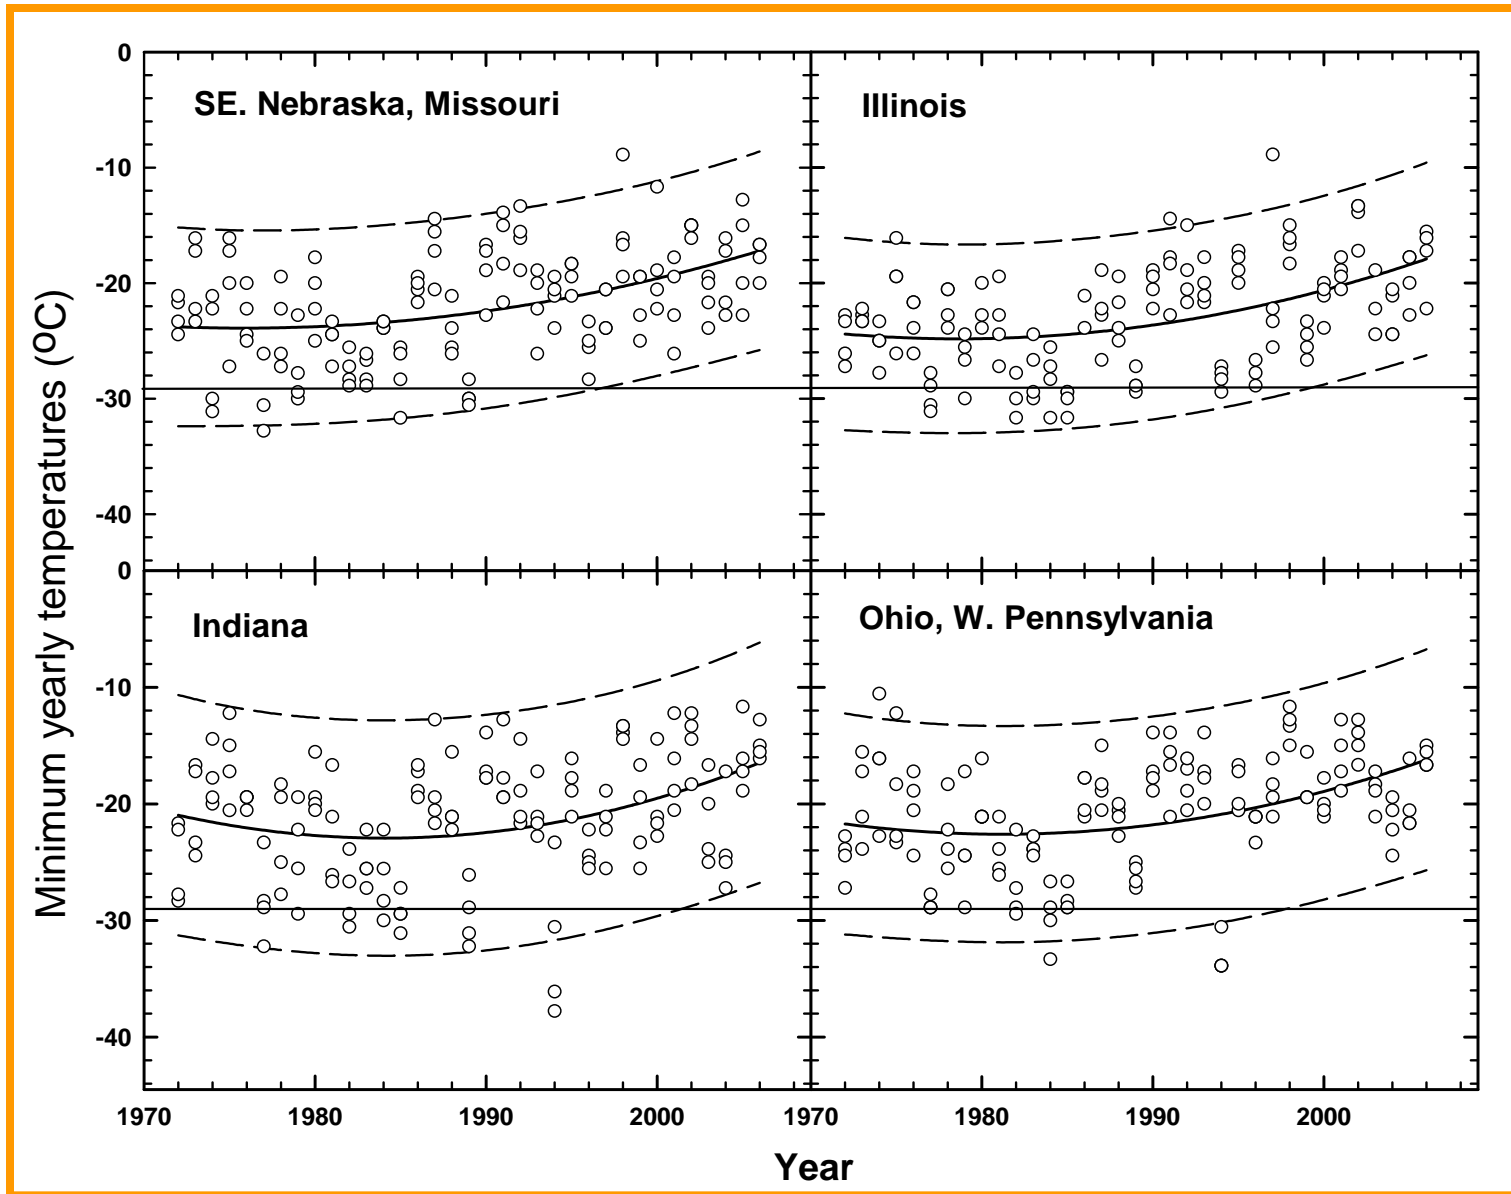 0
SE. Nebraska, Missouri
Illinois
-10
-20
-30
-40
0
Indiana
Ohio, W. Pennsylvania
-10
-20
-30
-40
1970 1980 1990 2000 1970 1980 1990 2000
Year
Minimum yearly temperatures (ºC)